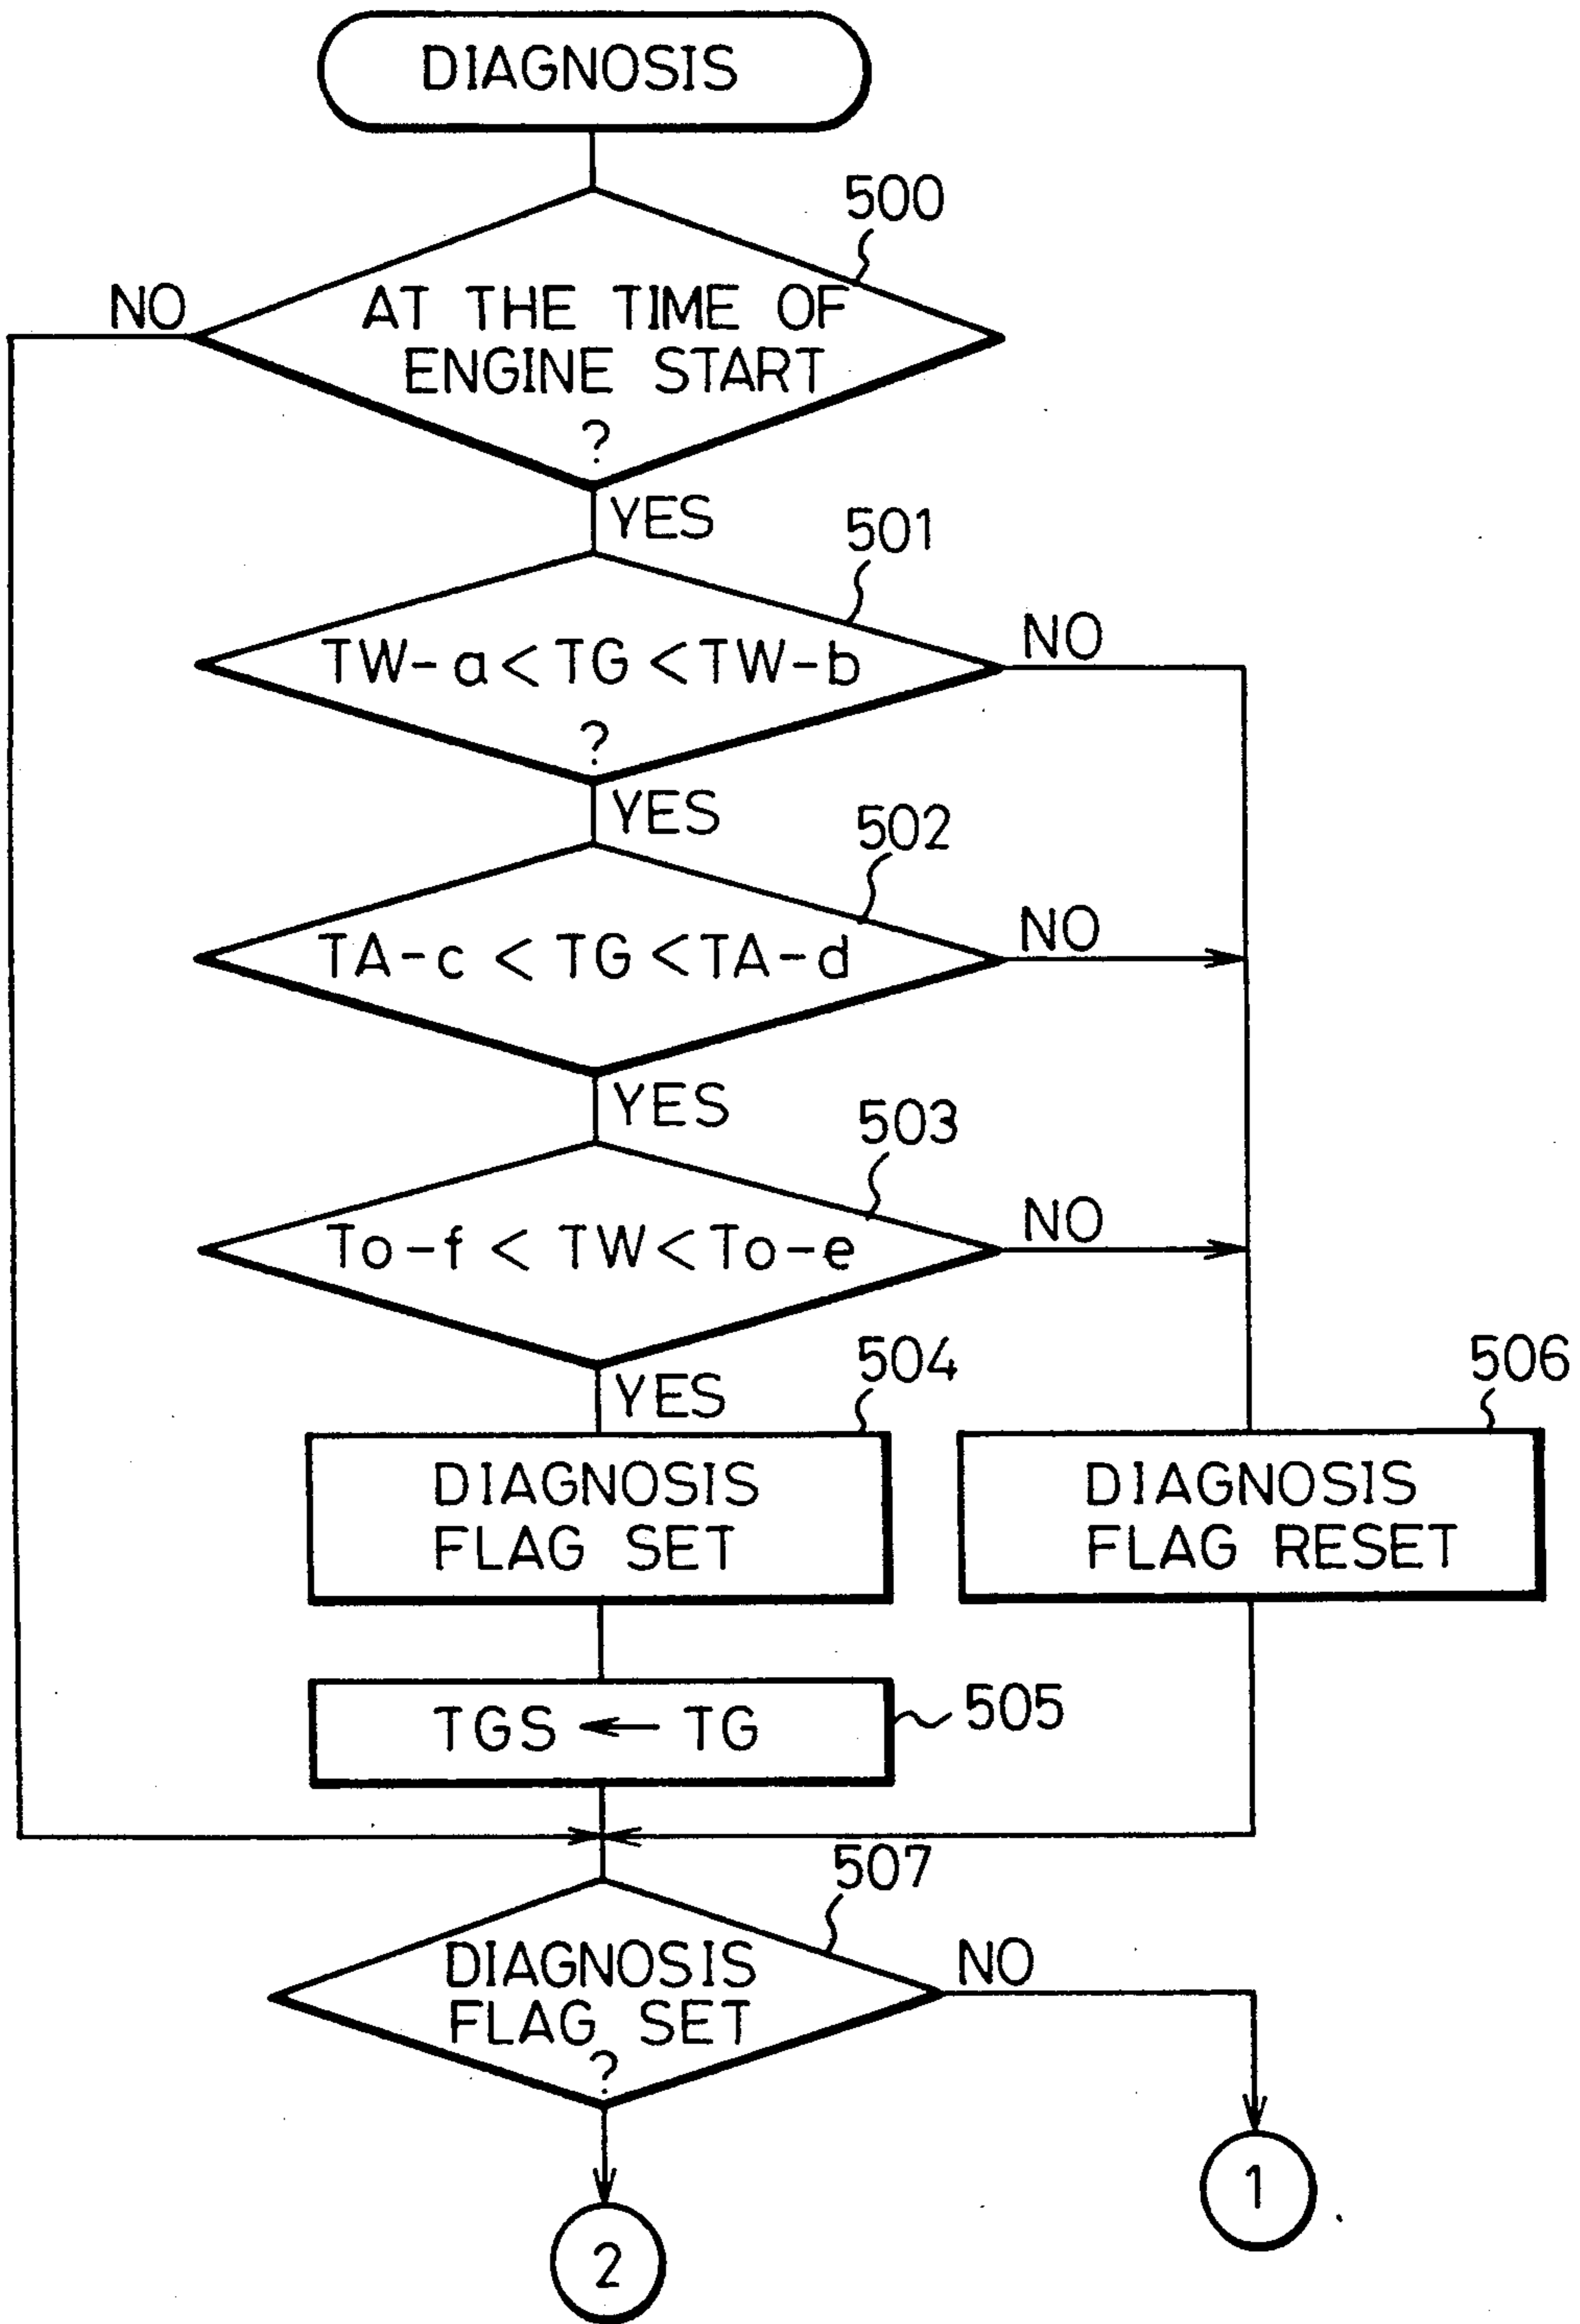 DIAGNOSIS
500
NO
AT THE TIME OF
ENGINE START
?
YES
501
TW-a<TG<TW-b
NO
?
YES
502
TA-c<TG<TA-d
NO
YES
503
To-f<TW<To-e
NO
YES
504
506
DIAGNOSIS
FLAG SET
DIAGNOSIS
FLAG RESET
TGS ← TG
505
507
DIAGNOSIS
FLAG SET
?
NO
1
2